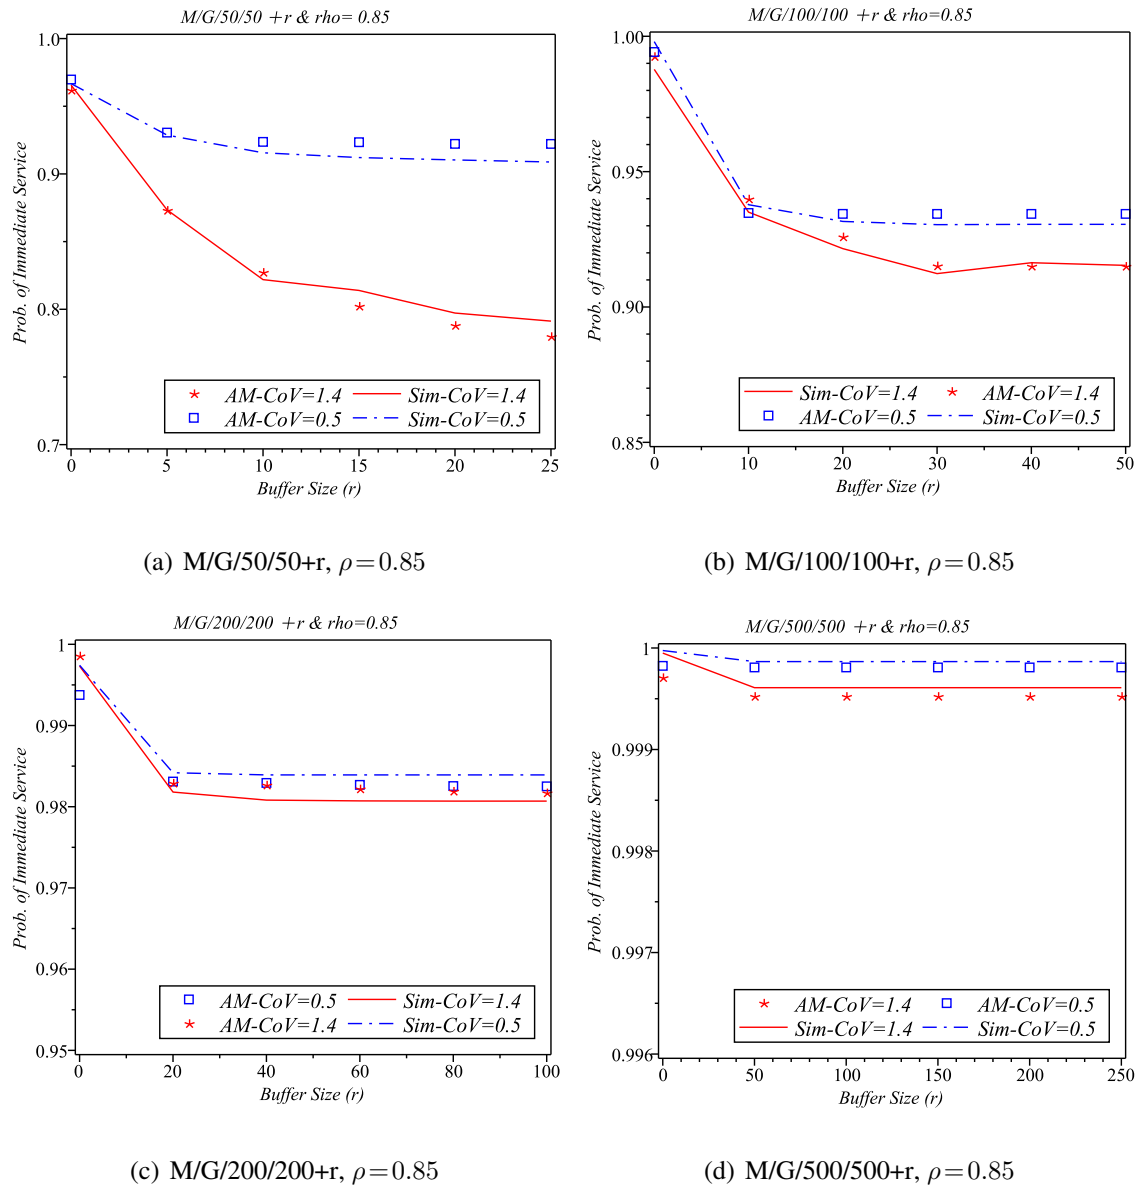 M/G/50/50 +r & rho= 0.85
1.0
0.9
0.8
0.7
Prob. of Immediate Service
AM-CoV=1.4 Sim-CoV=1.4
AM-CoV=0.5 Sim-CoV=0.5
0 5 10 15 20 25
Buffer Size (r)
(a) M/G/50/50+r, ρ=0.85
M/G/100/100 +r & rho=0.85
1.00
0.95
0.90
0.85
Prob. of Immediate Service
Sim-CoV=1.4 AM-CoV=1.4
AM-CoV=0.5 Sim-CoV=0.5
0 10 20 30 40 50
Buffer Size (r)
(b) M/G/100/100+r, ρ=0.85
M/G/200/200 +r & rho=0.85
1
0.99
0.98
0.97
0.96
0.95
Prob. of Immediate Service
AM-CoV=0.5 Sim-CoV=1.4
AM-CoV=1.4 Sim-CoV=0.5
0 20 40 60 80 100
Buffer Size (r)
(c) M/G/200/200+r, ρ=0.85
M/G/500/500 +r & rho=0.85
1
0.999
0.998
0.997
0.996
Prob. of Immediate Service
AM-CoV=1.4 AM-CoV=0.5
Sim-CoV=1.4 Sim-CoV=0.5
0 50 100 150 200 250
Buffer Size (r)
(d) M/G/500/500+r, ρ=0.85